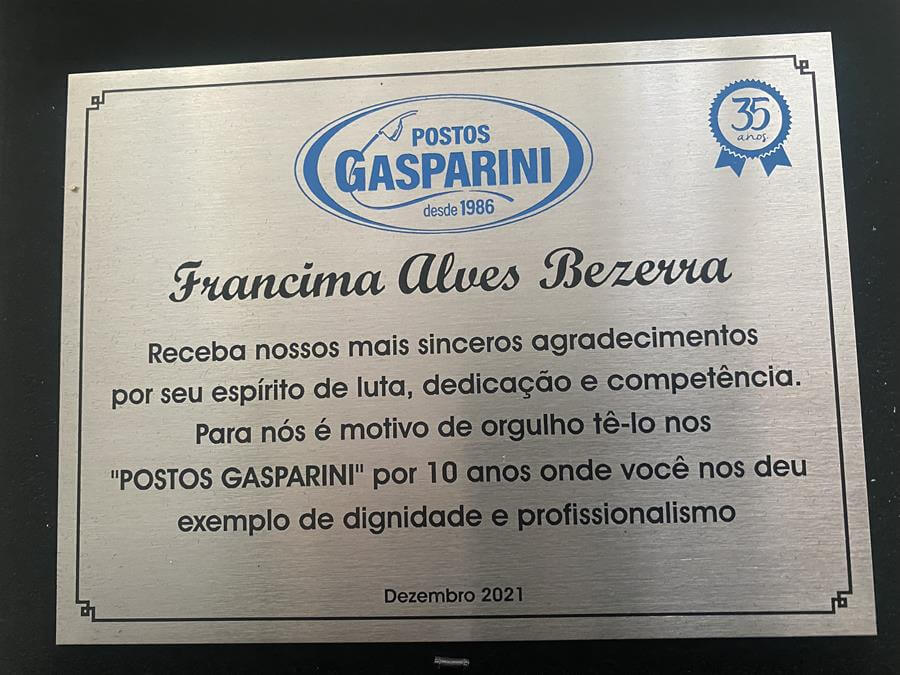 POSTOS
GASPARINI
desde 1986
35
anos
Francima Alves Bezerra
Receba nossos mais sinceros agradecimentos
por seu espírito de luta, dedicação e competência.
Para nós é motivo de orgulho tê-lo nos
"POSTOS GASPARINI" por 10 anos onde você nos deu
exemplo de dignidade e profissionalismo
Dezembro 2021